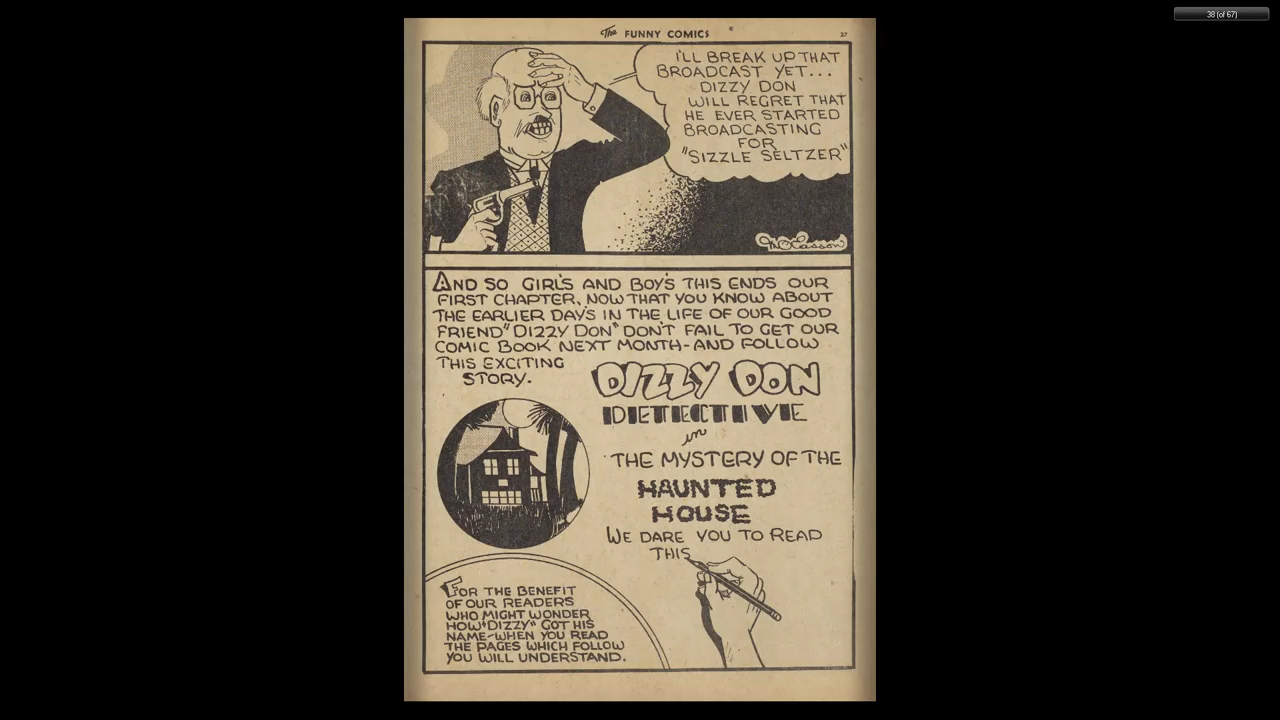 38 (of 67)
The FUNNY COMICS
37
I'LL BREAK UP THAT
BROADCAST YET...
DIZZY DON
WILL REGRET THAT
HE EVER STARTED
BROADCASTING
FOR
"SIZZLE SELTZER"
AND SO GIRL'S AND BOY'S THIS ENDS OUR
FIRST CHAPTER, NOW THAT YOU KNOW ABOUT
THE EARLIER DAY'S IN THE LIFE OF OUR GOOD
FRIEND "DIZZY DON" DON'T FAIL TO GET OUR
COMIC BOOK NEXT MONTH - AND FOLLOW
THIS EXCITING
STORY.
DIZZY DON
DETECTIVE
in
THE MYSTERY OF THE
HAUNTED
HOUSE
WE DARE YOU TO READ
THIS
FOR THE BENEFIT
OF OUR READERS
WHO MIGHT WONDER
HOW "DIZZY" GOT HIS
NAME-WHEN YOU READ
THE PAGES WHICH FOLLOW
YOU WILL UNDERSTAND.